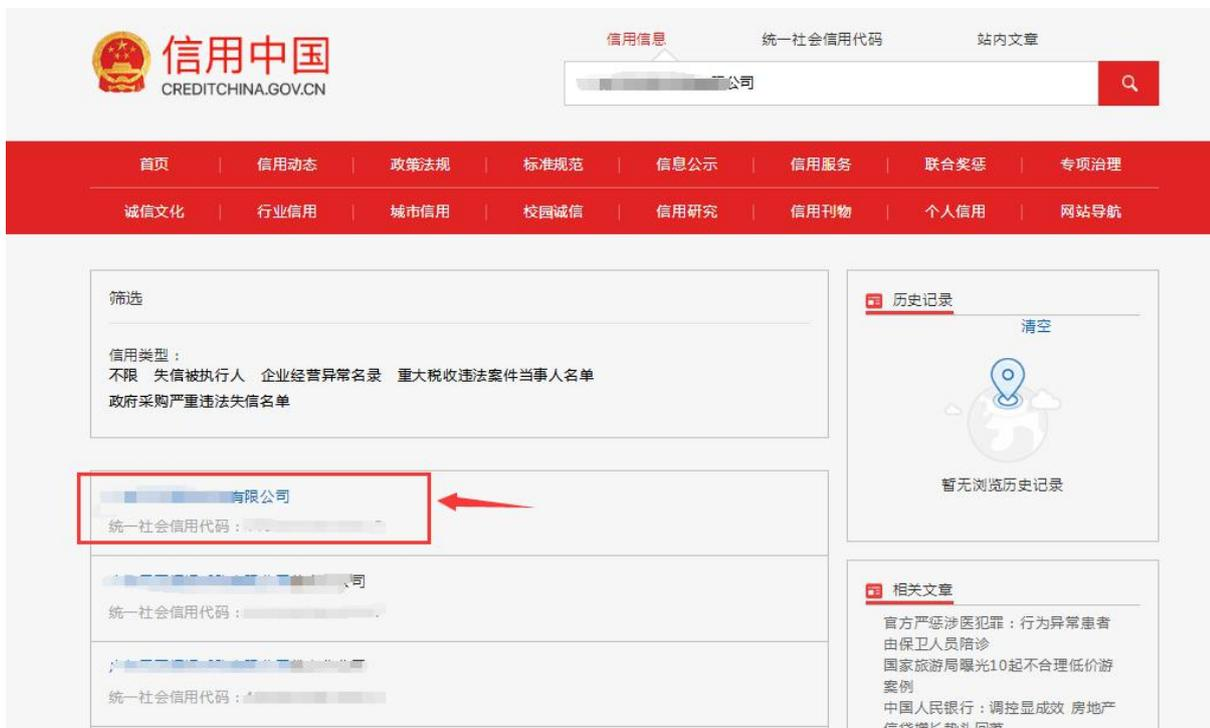 信用中国
CREDITCHINA.GOV.CN
信用信息 统一社会信用代码 站内文章
公司
首页 信用动态 政策法规 标准规范 信息公示 信用服务 联合奖惩 专项治理
诚信文化 行业信用 城市信用 校园诚信 信用研究 信用刊物 个人信用 网站导航
筛选
信用类型：
不限 失信被执行人 企业经营异常名录 重大税收违法案件当事人名单
政府采购严重违法失信名单
有限公司
统一社会信用代码：
司
统一社会信用代码：
统一社会信用代码：
历史记录
清空
暂无浏览历史记录
相关文章
官方严惩涉医犯罪：行为异常患者
由保卫人员陪诊
国家旅游局曝光10起不合理低价游
案例
中国人民银行：调控显成效 房地产